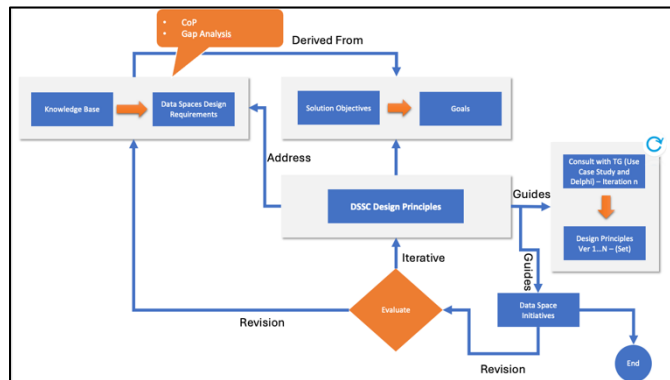 • CoP
• Gap Analysis
Derived From
Knowledge Base
Data Spaces Design
Requirements
Solution Objectives
Goals
Address
DSSC Design Principles
Guides
Consult with TG (Use
Case Study and
Delphi) – Iteration n
Design Principles
Ver 1...N – (Set)
Iterative
Guides
Evaluate
Data Space
Initiatives
Revision
Revision
End